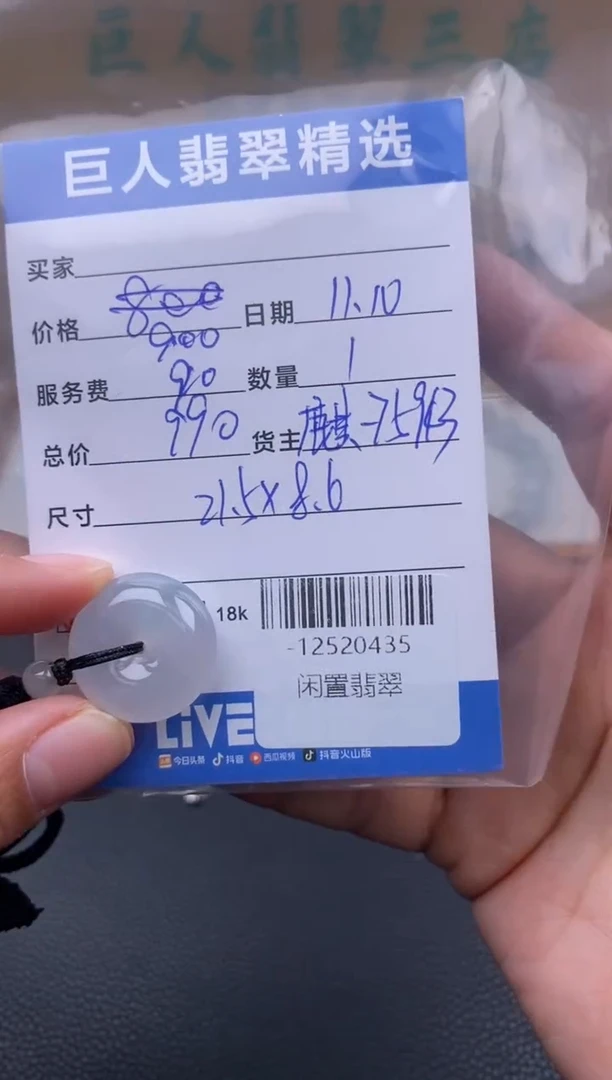 巨人翡翠三店
巨人翡翠精选
买家
价格 800 900 日期 11.10
服务费 90 数量 1
总价 990 货主
尺寸 21.5×8.6
18k
-12520435
闲置翡翠
LiVE
今日头条 抖音 西瓜视频 抖音火山版